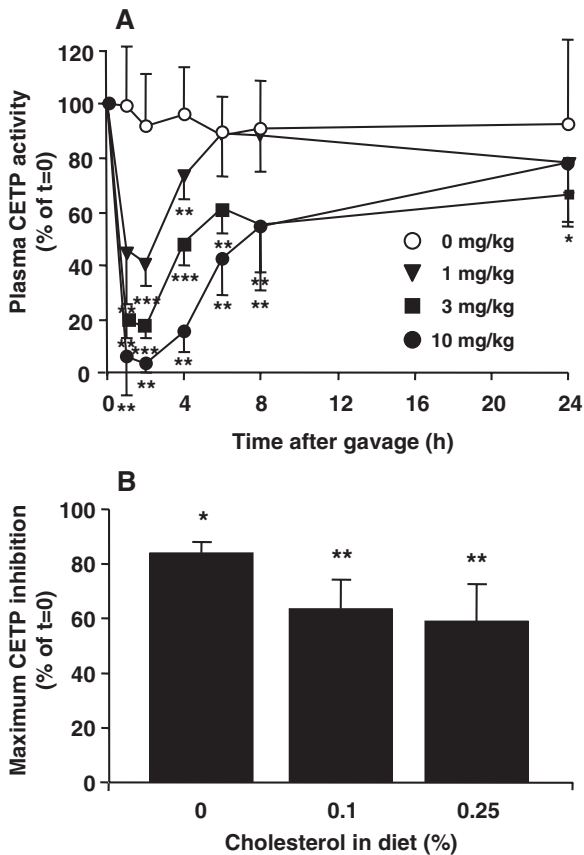 A
Plasma CETP activity
(% of t=0)
120
100
80
60
40
20
0
** ** **
*** ***
** *** ** **
** ** ** ** **
*
0 mg/kg
1 mg/kg
3 mg/kg
10 mg/kg
0 4 8 12 16 20 24
Time after gavage (h)
B
Maximum CETP inhibition
(% of t=0)
100
80
60
40
20
0
* ** **
0 0.1 0.25
Cholesterol in diet (%)